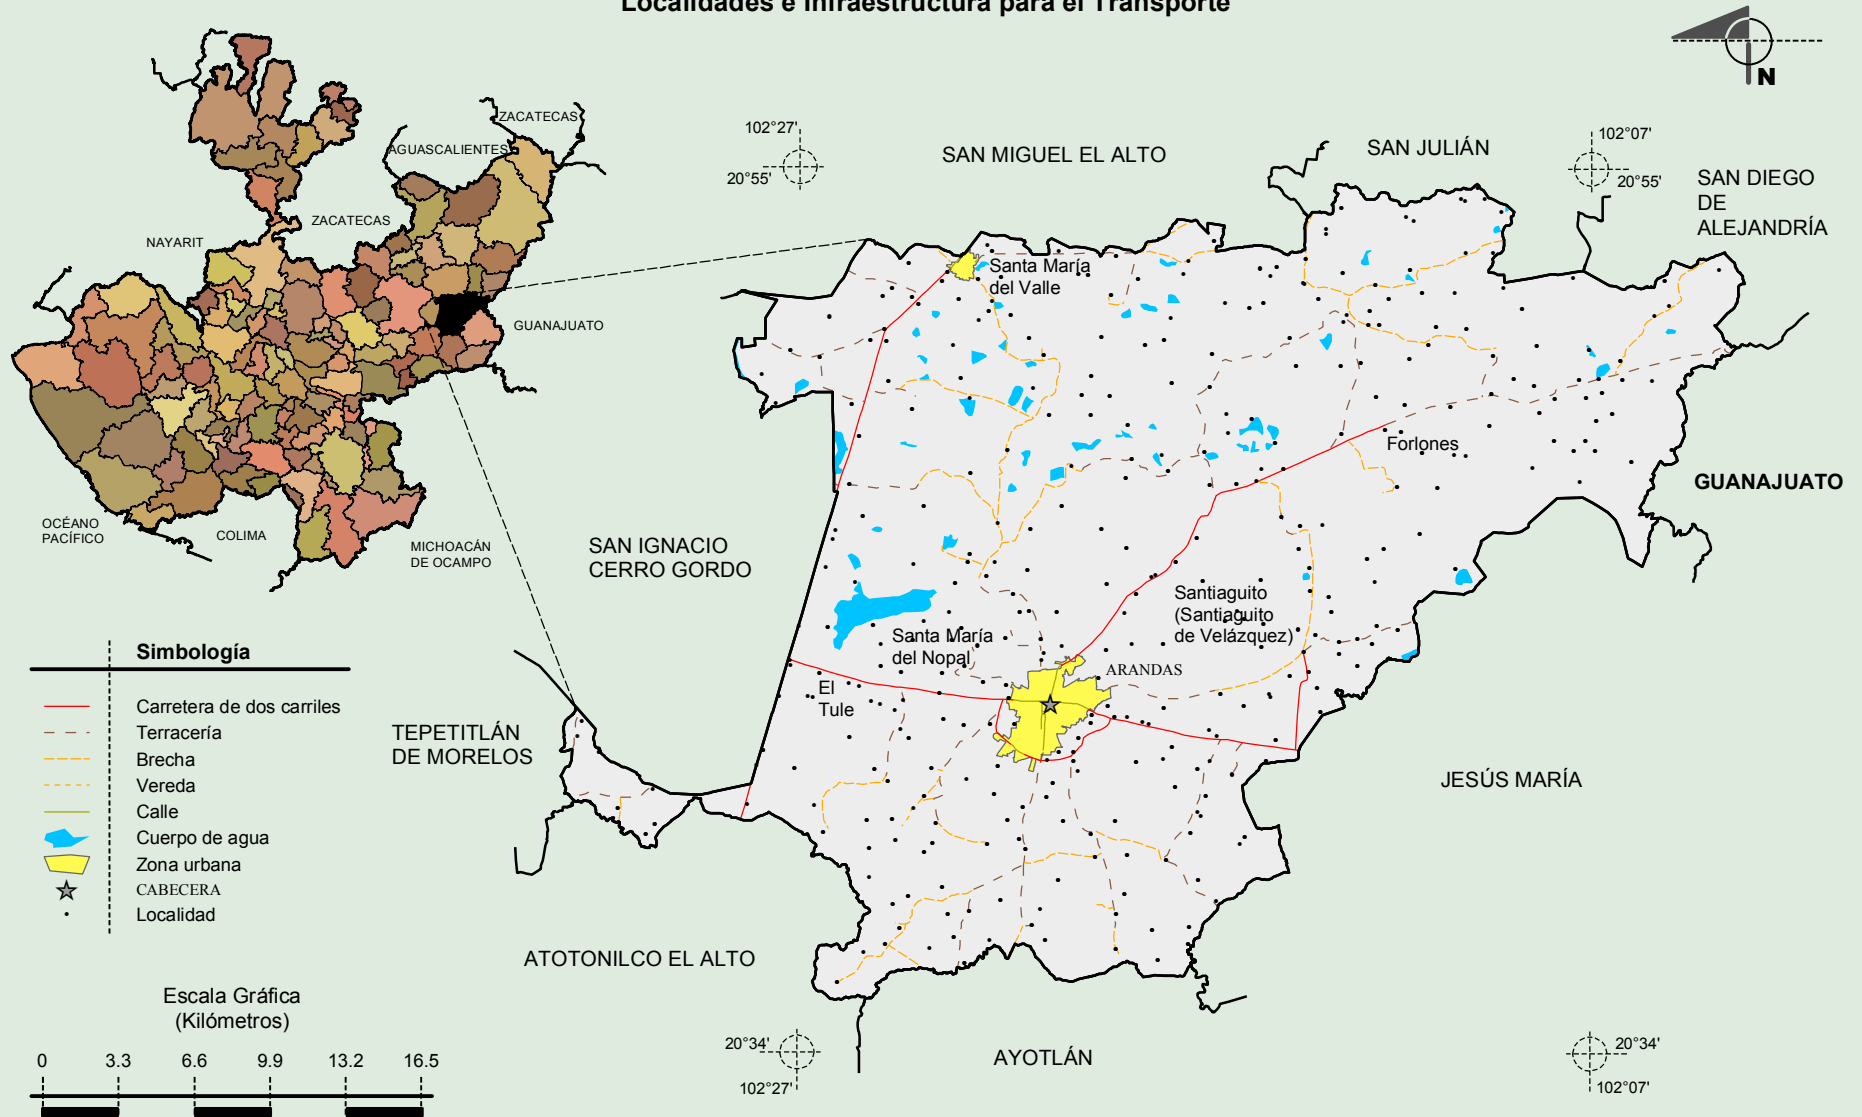 Localidades e Infraestructura para el Transporte
N
ZACATECAS
AGUASCALIENTES
ZACATECAS
NAYARIT
GUANAJUATO
OCÉANO
PACÍFICO
COLIMA
MICHOACÁN
DE OCAMPO
102°27'
20°55'
SAN MIGUEL EL ALTO
SAN JULIÁN
102°07'
20°55'
SAN DIEGO
DE
ALEJANDRÍA
Santa María
del Valle
Forlones
GUANAJUATO
SAN IGNACIO
CERRO GORDO
Santiaguito
(Santiaguito
de Velázquez)
Santa María
del Nopal
ARANDAS
El
Tule
TEPETITLÁN
DE MORELOS
JESÚS MARÍA
ATOTONILCO EL ALTO
AYOTLÁN
20°34'
102°27'
20°34'
102°07'
Simbología
Carretera de dos carriles
Terracería
Brecha
Vereda
Calle
Cuerpo de agua
Zona urbana
CABECERA
Localidad
Escala Gráfica
(Kilómetros)
0 3.3 6.6 9.9 13.2 16.5